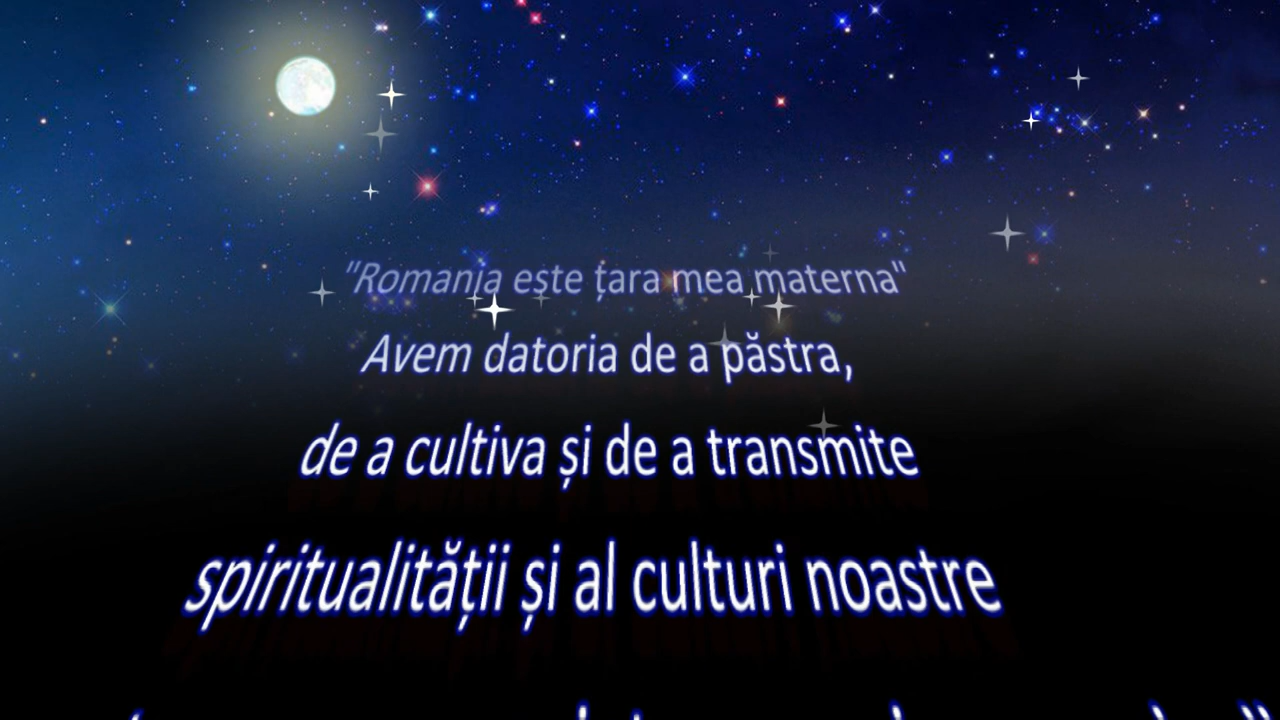 "Romania este țara mea materna"
Avem datoria de a păstra,
de a cultiva și de a transmite
spiritualității și al culturi noastre